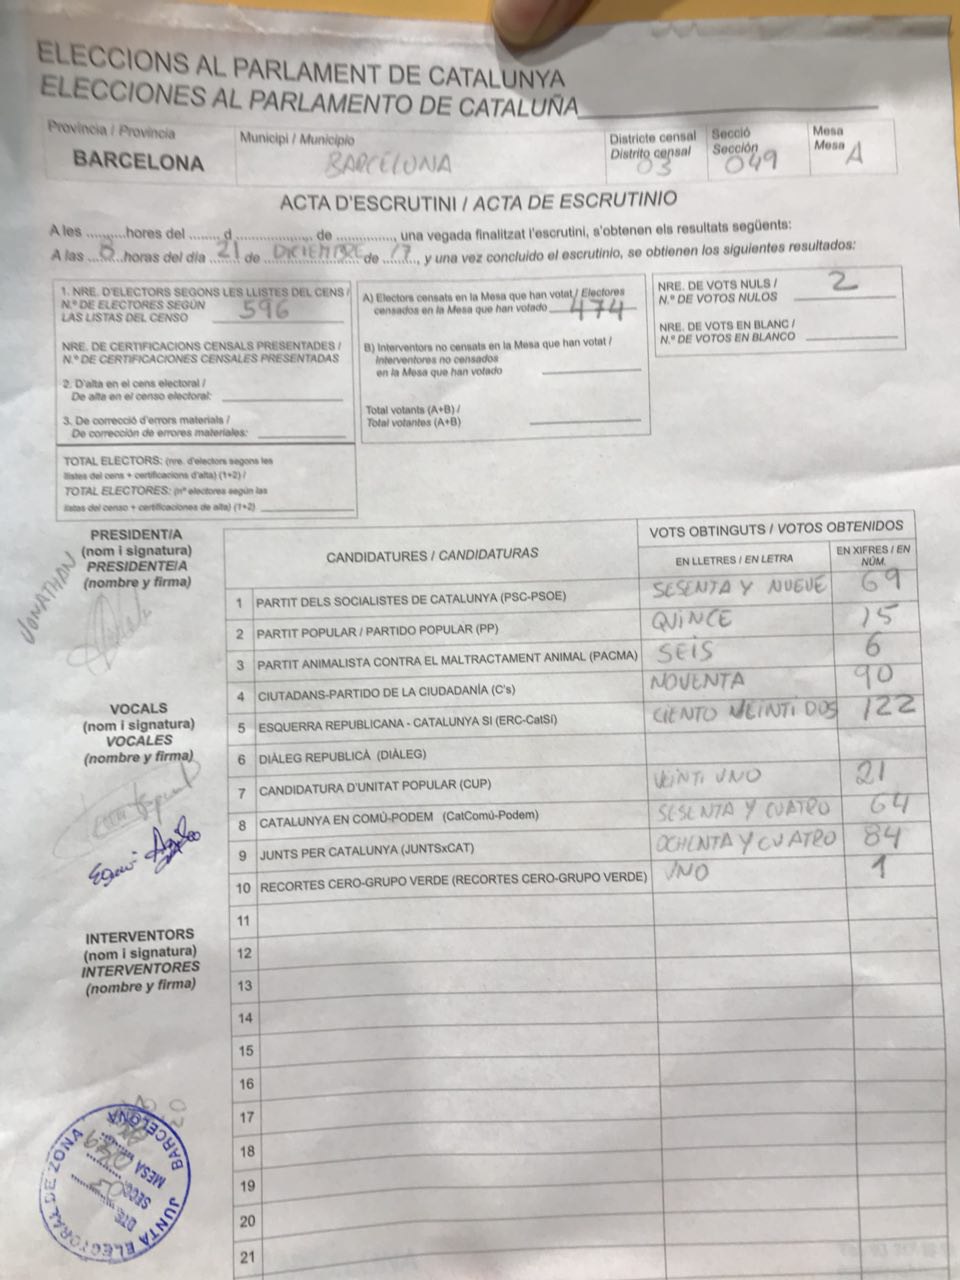 ELECCIONS AL PARLAMENT DE CATALUNYA
ELECCIONES AL PARLAMENTO DE CATALUÑA
Provincia / Provincia
BARCELONA
Municipi / Municipio
BARCELONA
Districte censal
Distrito censal
03
Secció
Sección
049
Mesa
Mesa
A
ACTA D'ESCRUTINI / ACTA DE ESCRUTINIO
A les ..........hores del ........ d .................... de ..............., una vegada finalitzat l'escrutini, s'obtenen els resultats següents:
A las ...8...horas del día 21 de DICIEMBRE de 17, y una vez concluido el escrutinio, se obtienen los siguientes resultados:
1. NRE. D'ELECTORS SEGONS LES LLISTES DEL CENS /
N.º DE ELECTORES SEGÚN
LAS LISTAS DEL CENSO 596
NRE. DE CERTIFICACIONS CENSALS PRESENTADES /
N.º DE CERTIFICACIONES CENSALES PRESENTADAS
2. D'alta en el cens electoral /
De alta en el censo electoral:
3. De correcció d'errors materials /
De corrección de errores materiales:
TOTAL ELECTORS: (nre. d'electors segons les
llistes del cens + certificacions d'alta) (1+2) /
TOTAL ELECTORES: (nº electores según las
listas del censo + certificaciones de alta) (1+2)
A) Electors censats en la Mesa que han votat / Electores
censados en la Mesa que han votado 474
B) Interventors no censats en la Mesa que han votat /
Interventores no censados
en la Mesa que han votado
Total votants (A+B) /
Total votantes (A+B)
NRE. DE VOTS NULS /
N.º DE VOTOS NULOS 2
NRE. DE VOTS EN BLANC /
N.º DE VOTOS EN BLANCO
PRESIDENT/A
(nom i signatura)
PRESIDENTE/A
(nombre y firma)
JONATHAN
VOCALS
(nom i signatura)
VOCALES
(nombre y firma)
INTERVENTORS
(nom i signatura)
INTERVENTORES
(nombre y firma)
CANDIDATURES / CANDIDATURAS
VOTS OBTINGUTS / VOTOS OBTENIDOS
EN LLETRES / EN LETRA
EN XIFRES / EN NÚM.
1 PARTIT DELS SOCIALISTES DE CATALUNYA (PSC-PSOE) SESENTA Y NUEVE 69
2 PARTIT POPULAR / PARTIDO POPULAR (PP) QUINCE 15
3 PARTIT ANIMALISTA CONTRA EL MALTRACTAMENT ANIMAL (PACMA) SEIS 6
4 CIUTADANS-PARTIDO DE LA CIUDADANÍA (C's) NOVENTA 90
5 ESQUERRA REPUBLICANA - CATALUNYA SI (ERC-CatSí) CIENTO VEINTI DOS 122
6 DIÀLEG REPUBLICÀ (DIÀLEG)
7 CANDIDATURA D'UNITAT POPULAR (CUP) VEINTI UNO 21
8 CATALUNYA EN COMÚ-PODEM (CatComú-Podem) SESENTA Y CUATRO 64
9 JUNTS PER CATALUNYA (JUNTSxCAT) OCHENTA Y CUATRO 84
10 RECORTES CERO-GRUPO VERDE (RECORTES CERO-GRUPO VERDE) UNO 1
11
12
13
14
15
16
17
18
19
20
21
JUNTA ELECTORAL DE ZONA
BARCELONA
DTE.
SECC.
MESA